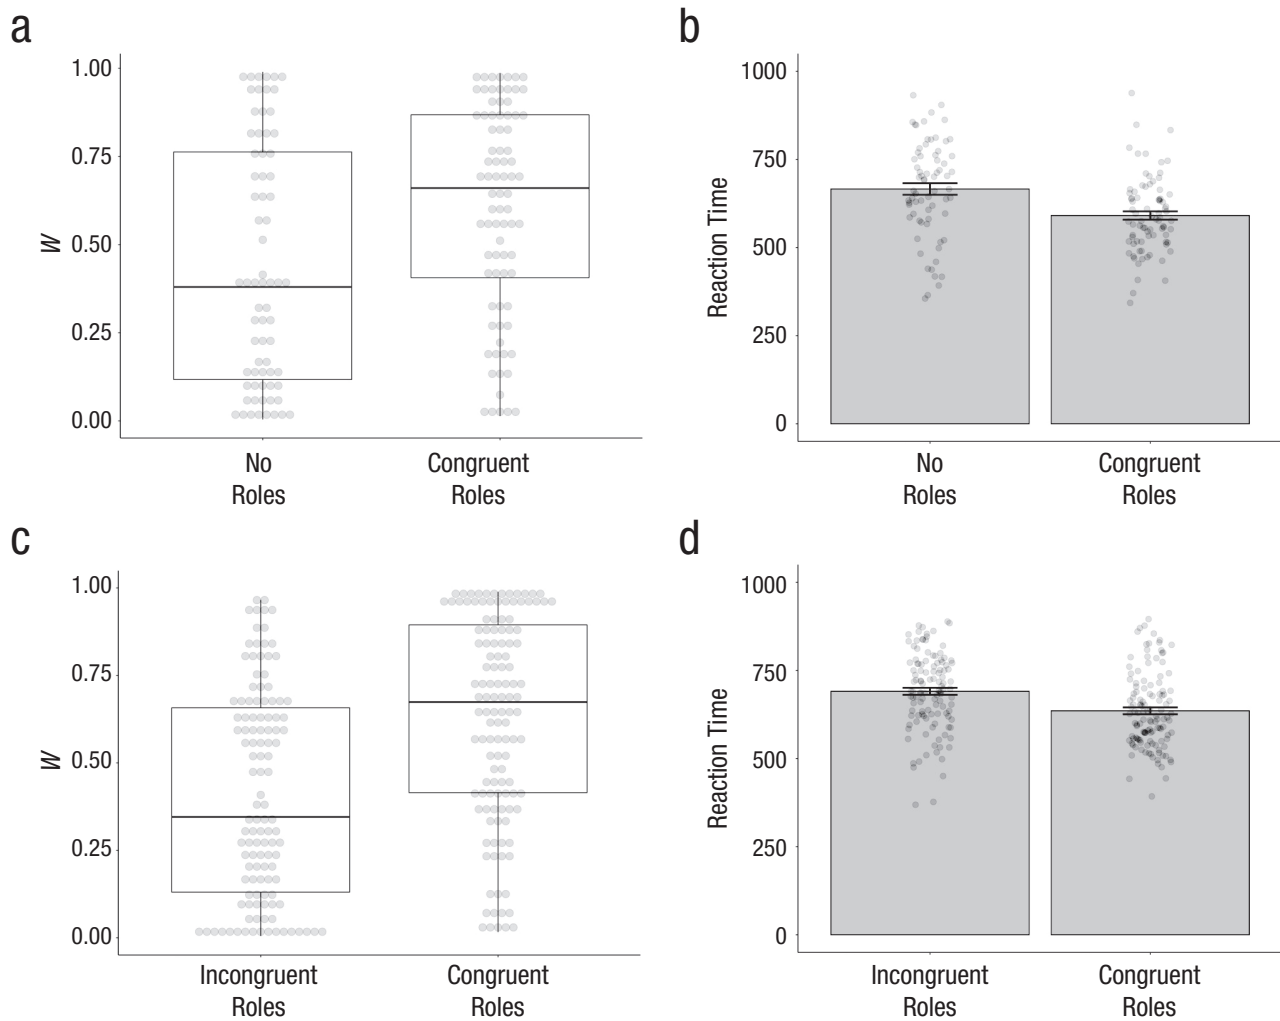 a
1.00
0.75
0.50
0.25
0.00
W
No
Roles
Congruent
Roles
b
1000
750
500
250
0
Reaction Time
No
Roles
Congruent
Roles
c
1.00
0.75
0.50
0.25
0.00
W
Incongruent
Roles
Congruent
Roles
d
1000
750
500
250
0
Reaction Time
Incongruent
Roles
Congruent
Roles